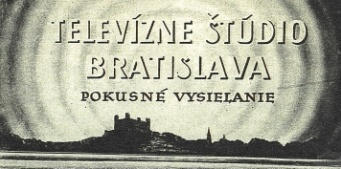 TELEVÍZNE ŠTÚDIO
BRATISLAVA
POKUSNÉ VYSIELANIE